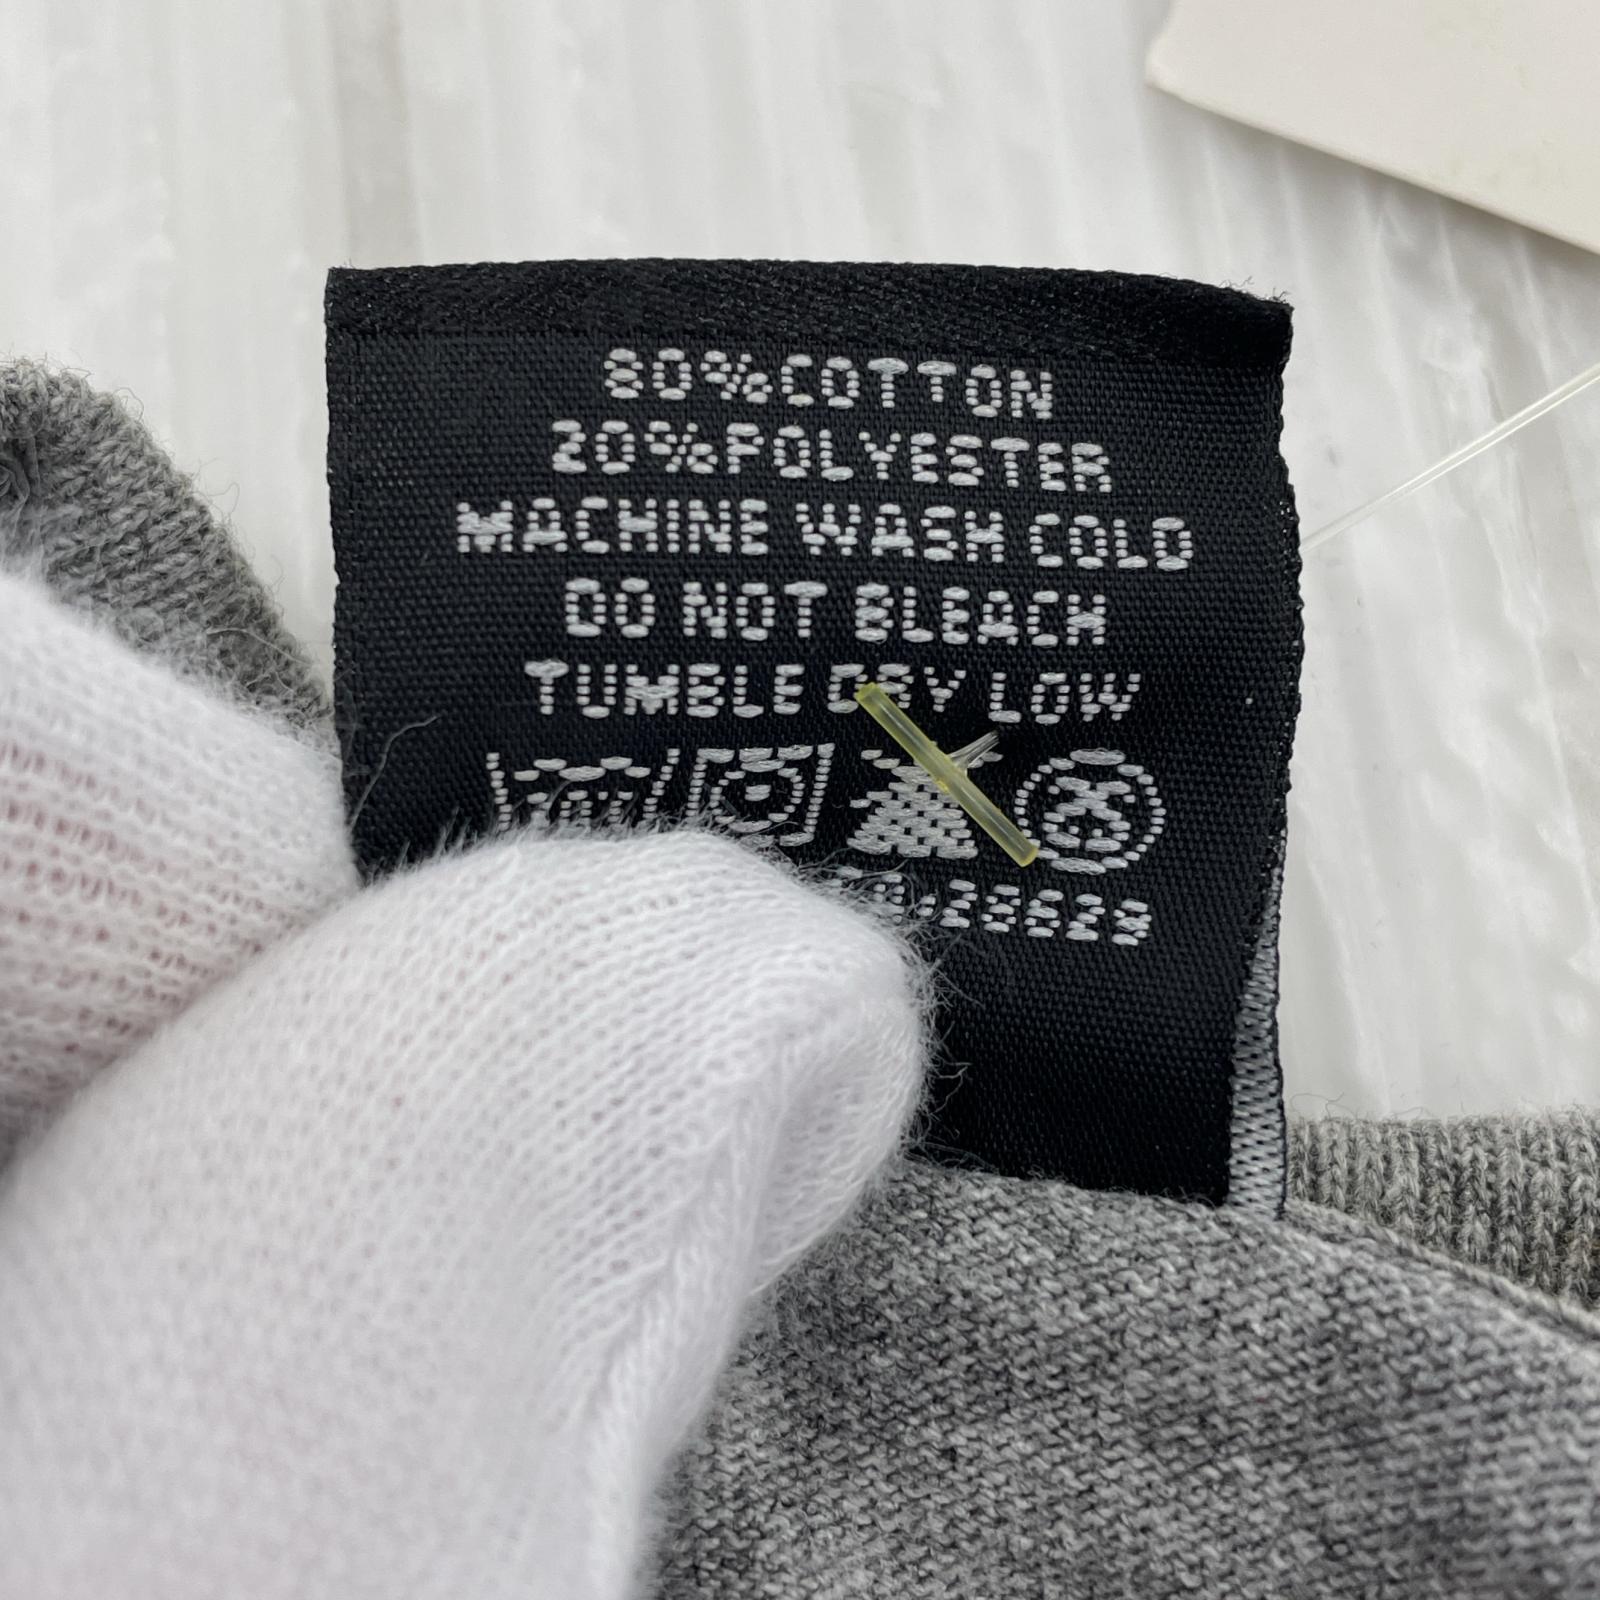 80%COTTON
20%POLYESTER
MACHINE WASH COLD
DO NOT BLEACH
TUMBLE DRY LOW